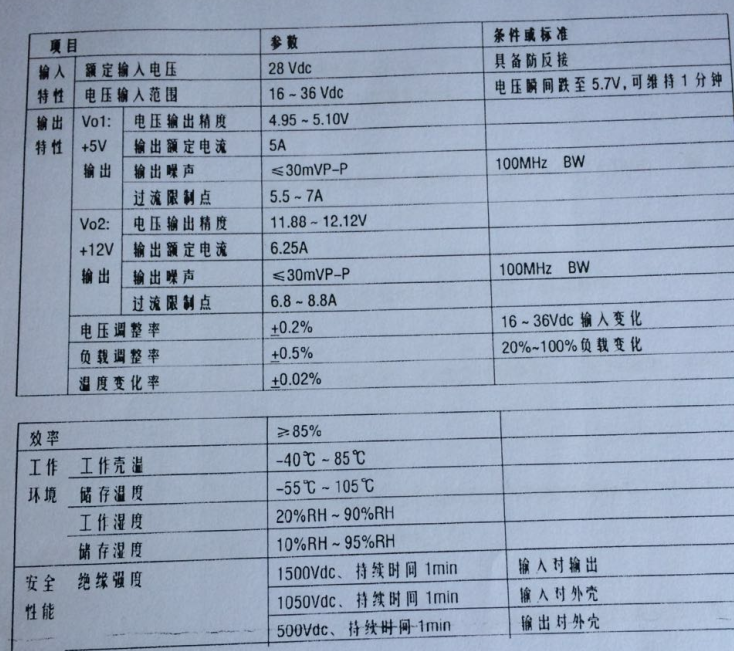 项目 参数 条件或标准
输入 额定输入电压 28 Vdc 具备防反接
特性 电压输入范围 16 ~ 36 Vdc 电压瞬间跌至 5.7V, 可维持 1 分钟
输出 Vo1: 电压输出精度 4.95 ~ 5.10V
特性 +5V 输出额定电流 5A
输出 输出噪声 ≤30mVP-P 100MHz BW
过流限制点 5.5 ~ 7A
Vo2: 电压输出精度 11.88 ~ 12.12V
+12V 输出额定电流 6.25A
输出 输出噪声 ≤30mVP-P 100MHz BW
过流限制点 6.8 ~ 8.8A
电压调整率 ±0.2% 16 ~ 36Vdc 输入变化
负载调整率 ±0.5% 20%~100%负载变化
温度变化率 ±0.02%
效率 ≥85%
工作 工作壳温 -40℃ ~ 85℃
环境 储存温度 -55℃ ~ 105℃
工作湿度 20%RH ~ 90%RH
储存湿度 10%RH ~ 95%RH
安全 绝缘强度 1500Vdc、持续时间 1min 输入对输出
性能 1050Vdc、持续时间 1min 输入对外壳
500Vdc、持续时间 1min 输出对外壳